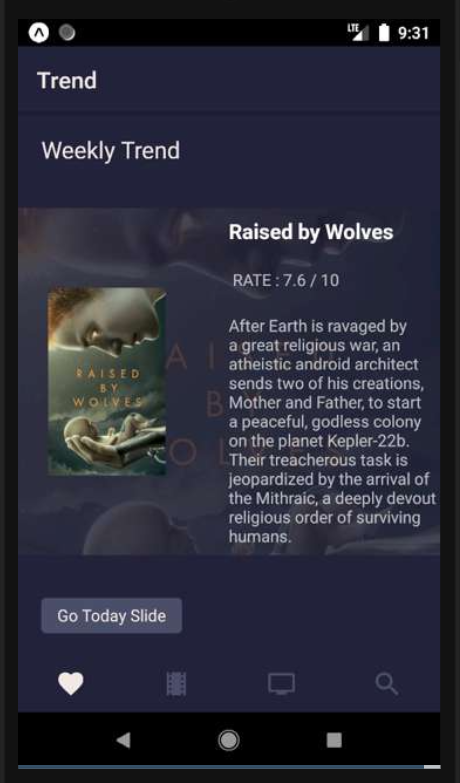 LTE 9:31
Trend
Weekly Trend
Raised by Wolves
RATE : 7.6 / 10
RAISED
BY
WOLVES
After Earth is ravaged by
a great religious war, an
atheistic android architect
sends two of his creations,
Mother and Father, to start
a peaceful, godless colony
on the planet Kepler-22b.
Their treacherous task is
jeopardized by the arrival of
the Mithraic, a deeply devout
religious order of surviving
humans.
Go Today Slide